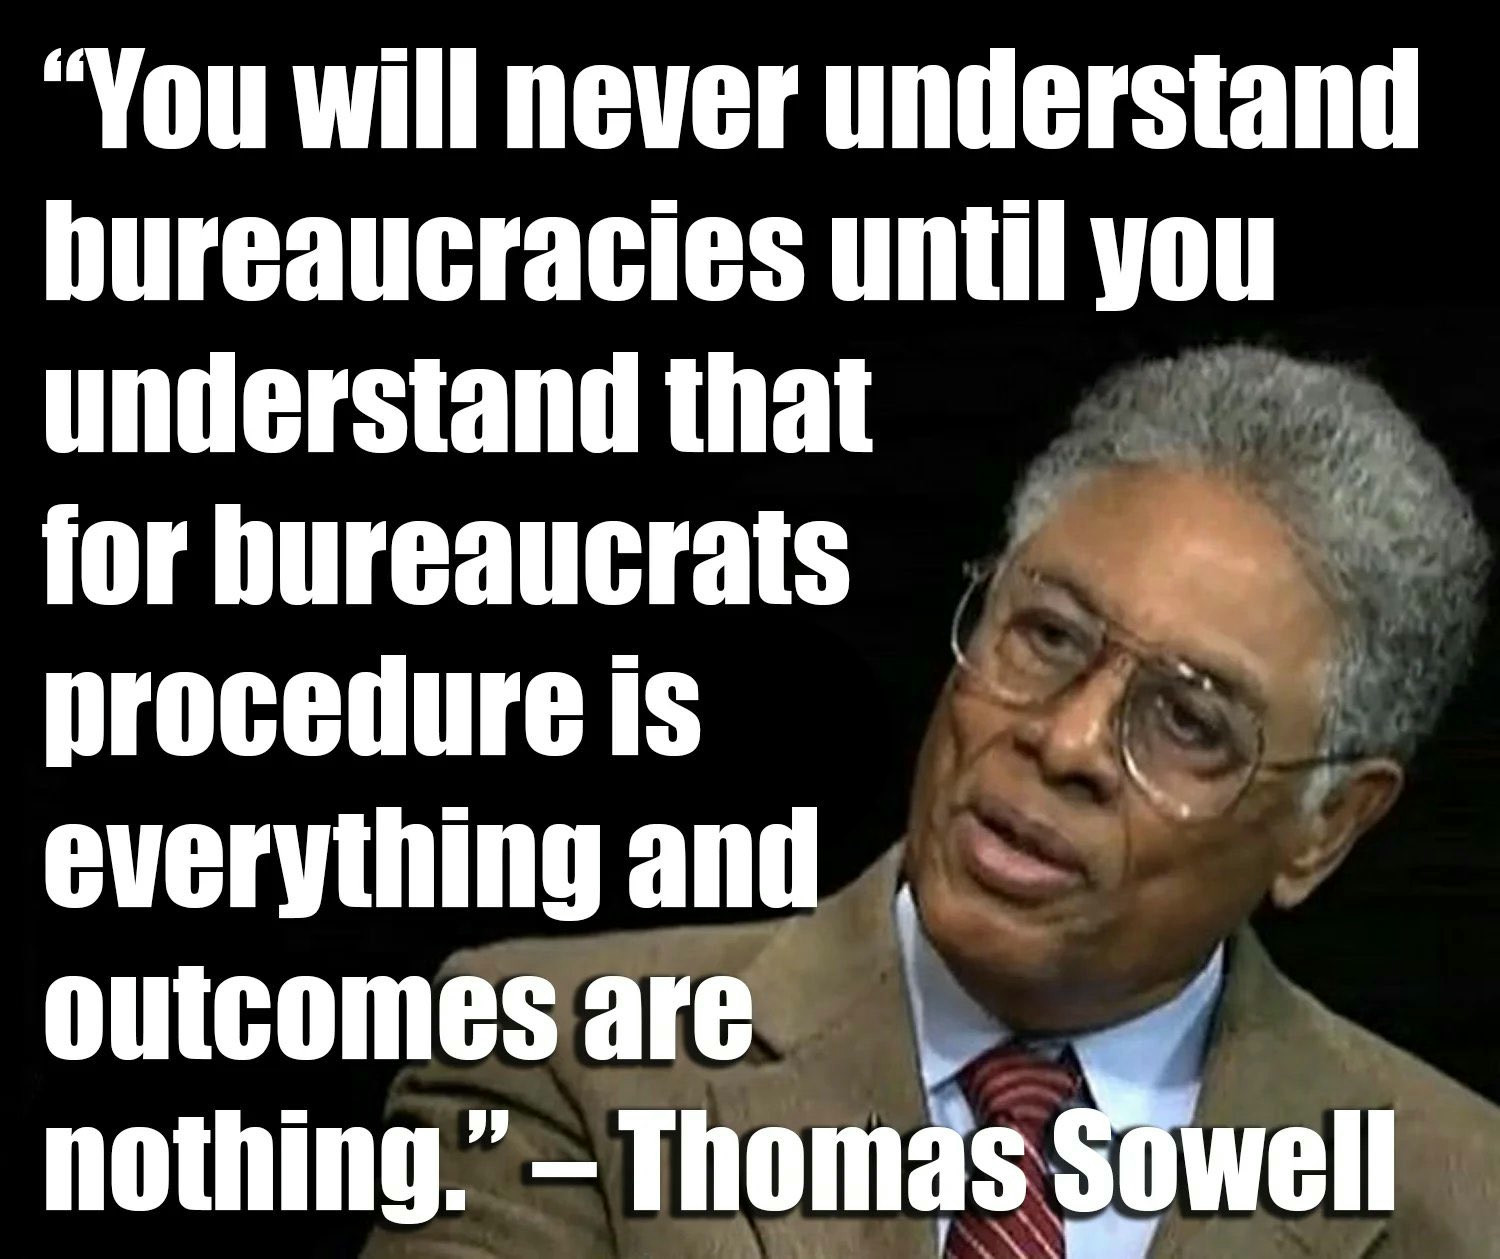 “You will never understand
bureaucracies until you
understand that
for bureaucrats
procedure is
everything and
outcomes are
nothing.” – Thomas Sowell